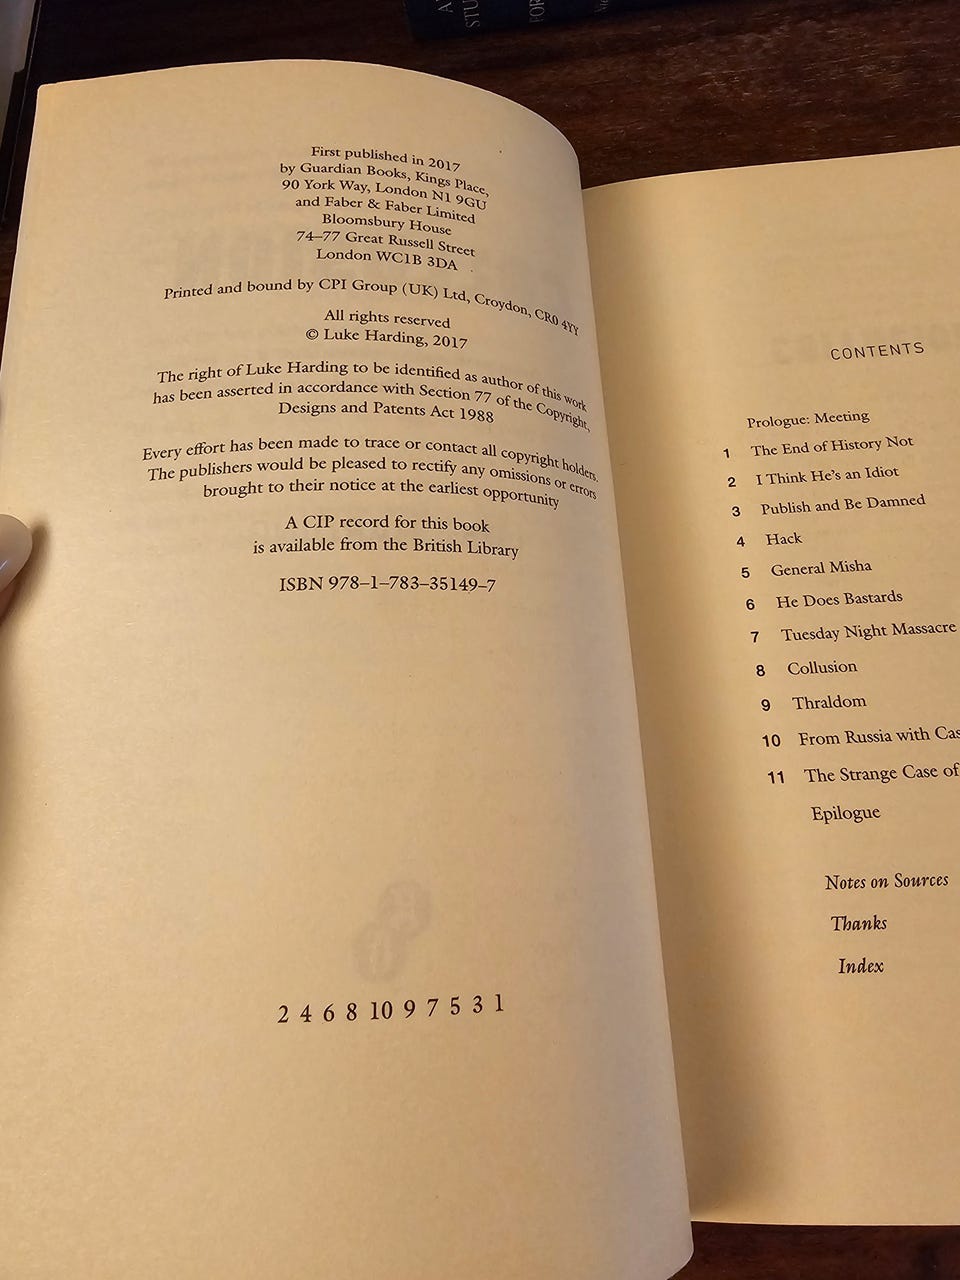 First published in 2017
by Guardian Books, Kings Place,
90 York Way, London N1 9GU
and Faber & Faber Limited
Bloomsbury House
74–77 Great Russell Street
London WC1B 3DA
Printed and bound by CPI Group (UK) Ltd, Croydon, CR0 4YY
All rights reserved
© Luke Harding, 2017
The right of Luke Harding to be identified as author of this work
has been asserted in accordance with Section 77 of the Copyright,
Designs and Patents Act 1988
Every effort has been made to trace or contact all copyright holders.
The publishers would be pleased to rectify any omissions or errors
brought to their notice at the earliest opportunity
A CIP record for this book
is available from the British Library
ISBN 978–1–783–35149–7
2 4 6 8 10 9 7 5 3 1
CONTENTS
Prologue: Meeting
1 The End of History Not
2 I Think He's an Idiot
3 Publish and Be Damned
4 Hack
5 General Misha
6 He Does Bastards
7 Tuesday Night Massacre
8 Collusion
9 Thraldom
10 From Russia with
11 The Strange Case of
Epilogue
Notes on Sources
Thanks
Index